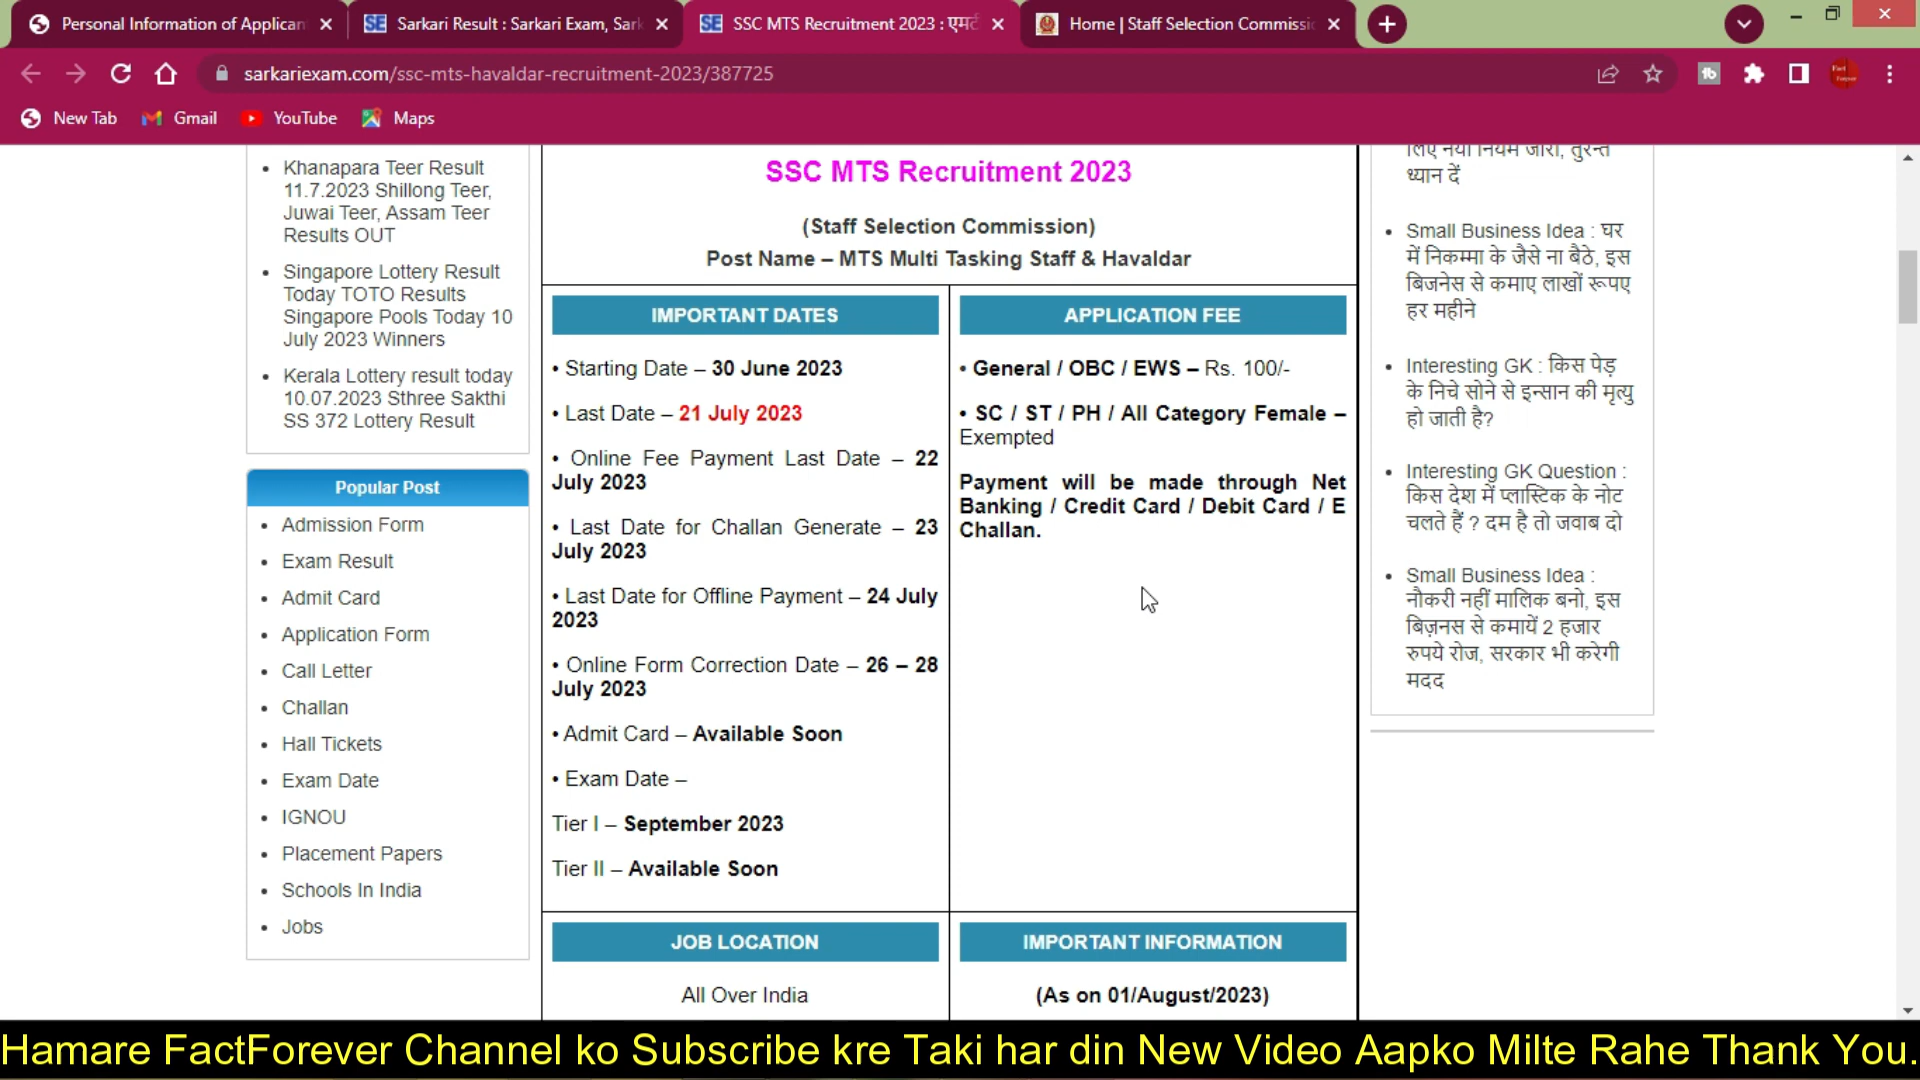 Personal Information of Applican
Sarkari Result : Sarkari Exam, Sark
SSC MTS Recruitment 2023 : एमटी
Home | Staff Selection Commissic
sarkariexam.com/ssc-mts-havaldar-recruitment-2023/387725
New Tab
Gmail
YouTube
Maps
Khanapara Teer Result
11.7.2023 Shillong Teer,
Juwai Teer, Assam Teer
Results OUT
Singapore Lottery Result
Today TOTO Results
Singapore Pools Today 10
July 2023 Winners
Kerala Lottery result today
10.07.2023 Sthree Sakthi
SS 372 Lottery Result
Popular Post
Admission Form
Exam Result
Admit Card
Application Form
Call Letter
Challan
Hall Tickets
Exam Date
IGNOU
Placement Papers
Schools In India
Jobs
SSC MTS Recruitment 2023
(Staff Selection Commission)
Post Name – MTS Multi Tasking Staff & Havaldar
IMPORTANT DATES
• Starting Date – 30 June 2023
• Last Date – 21 July 2023
• Online Fee Payment Last Date – 22
July 2023
• Last Date for Challan Generate – 23
July 2023
• Last Date for Offline Payment – 24 July
2023
• Online Form Correction Date – 26 – 28
July 2023
• Admit Card – Available Soon
• Exam Date –
Tier I – September 2023
Tier II – Available Soon
APPLICATION FEE
• General / OBC / EWS – Rs. 100/-
• SC / ST / PH / All Category Female –
Exempted
Payment will be made through Net
Banking / Credit Card / Debit Card / E
Challan.
JOB LOCATION
All Over India
IMPORTANT INFORMATION
(As on 01/August/2023)
लिए नया नियम जारी, तुरन्त
ध्यान दें
Small Business Idea : घर
में निकम्मा के जैसे ना बैठे, इस
बिजनेस से कमाए लाखों रूपए
हर महीने
Interesting GK : किस पेड़
के निचे सोने से इन्सान की मृत्यु
हो जाती है?
Interesting GK Question :
किस देश में प्लास्टिक के नोट
चलते हैं ? दम है तो जवाब दो
Small Business Idea :
नौकरी नहीं मालिक बनो, इस
बिज़नस से कमायें 2 हजार
रुपये रोज, सरकार भी करेगी
मदद
Hamare FactForever Channel ko Subscribe kre Taki har din New Video Aapko Milte Rahe Thank You.